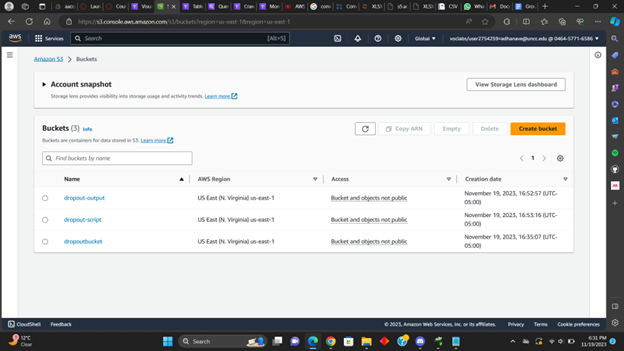 https://s3.console.aws.amazon.com/s3/buckets?region=us-east-1&region=us-east-1
aws
Services
Search
[Alt+S]
Global
voclabs/user2754259=adhanave@uncc.edu @ 0464-5771-6586
Amazon S3 > Buckets
Account snapshot
View Storage Lens dashboard
Storage lens provides visibility into storage usage and activity trends. Learn more
Buckets (3) Info
Copy ARN
Empty
Delete
Create bucket
Buckets are containers for data stored in S3. Learn more
Find buckets by name
1
Name
AWS Region
Access
Creation date
dropout-output
US East (N. Virginia) us-east-1
Bucket and objects not public
November 19, 2023, 16:52:57 (UTC-
05:00)
dropout-script
US East (N. Virginia) us-east-1
Bucket and objects not public
November 19, 2023, 16:53:16 (UTC-
05:00)
dropoutbucket
US East (N. Virginia) us-east-1
Bucket and objects not public
November 19, 2023, 16:35:07 (UTC-
05:00)
CloudShell
Feedback
© 2023, Amazon Web Services, Inc. or its affiliates.
Privacy
Terms
Cookie preferences
12°C
Clear
Search
6:31 PM
11/19/2023